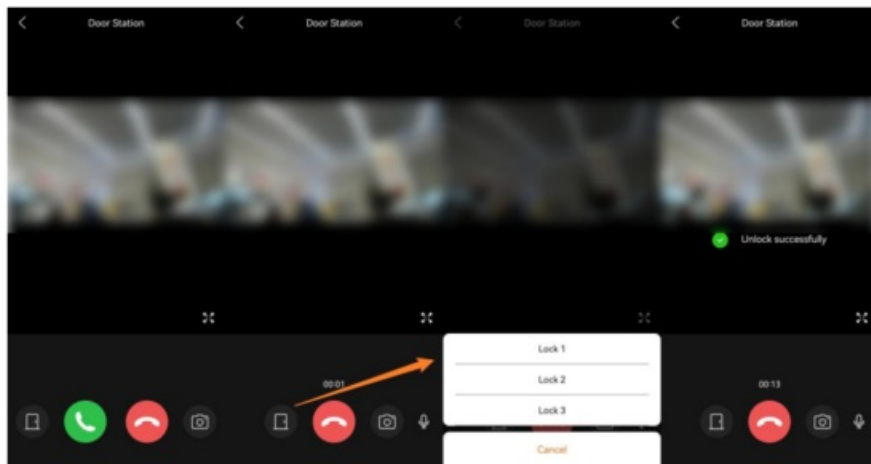 Door Station
Door Station
Door Station
Door Station
Unlock successfully
00:01
Lock 1
Lock 2
Lock 3
Cancel
00:13